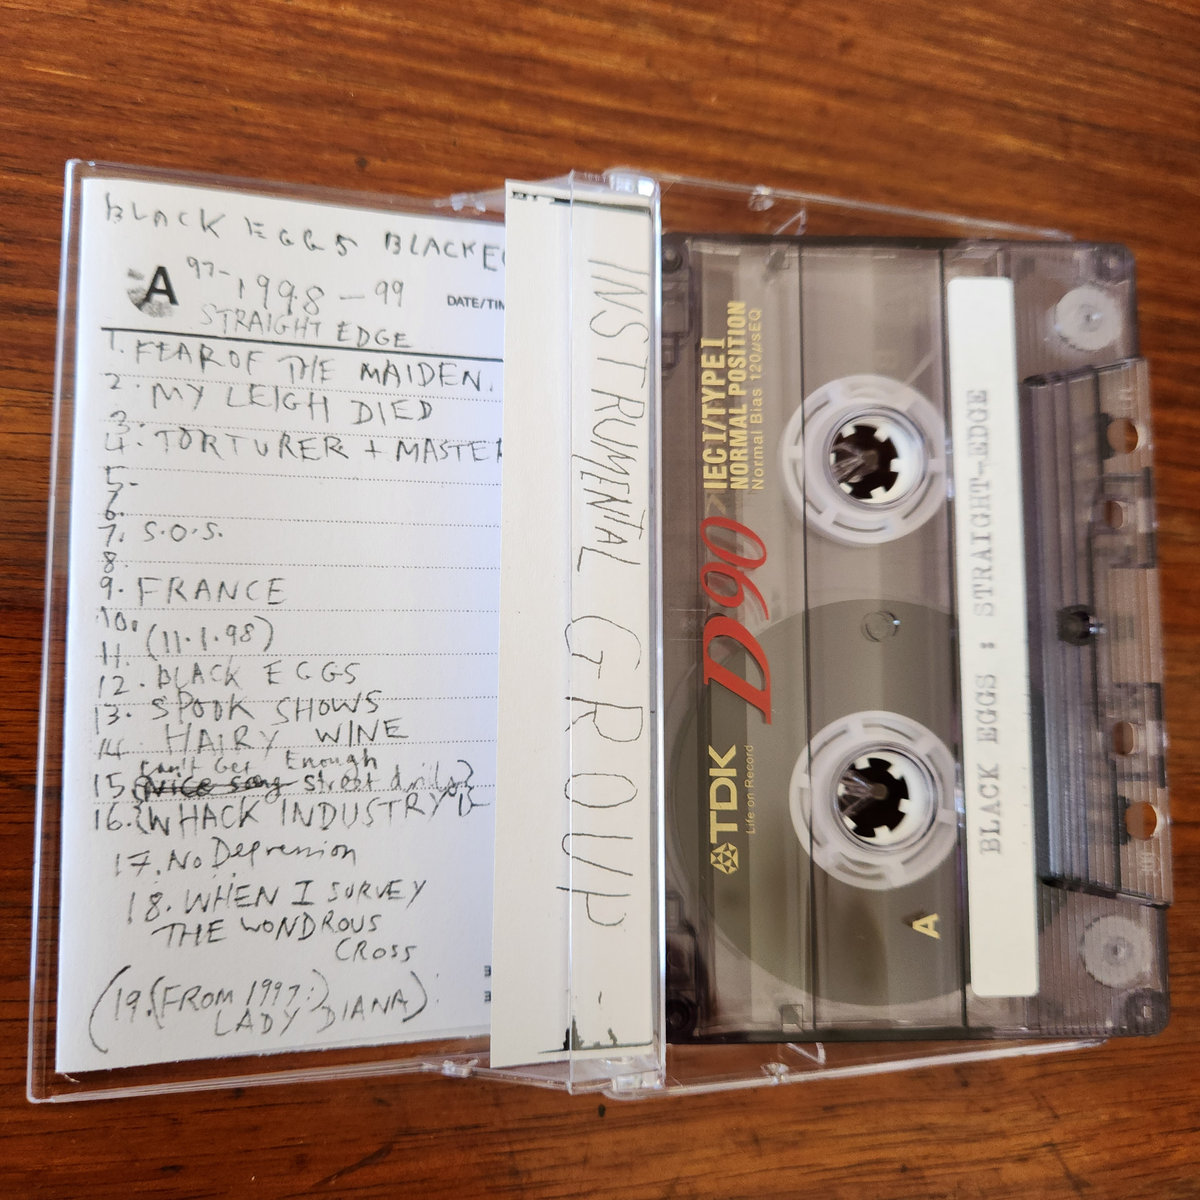 BLACK EGGS BLACKEG
A 97-1998-99 DATE/TIM
STRAIGHT EDGE
1. FEAR OF THE MAIDEN.
2. MY LEIGH DIED
3.
4. TORTURER + MASTER
5-
6.
7. S.O.S.
8.
9. FRANCE
10.
11. (11.1.98)
12. BLACK EGGS
13. SPOOK SHOWS
14 HAIRY WINE
Can't Get Enough
15. {Nice song street drills}
16. {WHACK INDUSTRY
17. No Depression
18. WHEN I SURVEY
THE WONDROUS
CROSS
(19.{FROM 1997:}
LADY DIANA)
INSTRUMENTAL GROUP
IEC I/TYPE I
NORMAL POSITION
Normal Bias 120µs EQ
D90
TDK
Life on Record
A
BLACK EGGS : STRAIGHT-EDGE